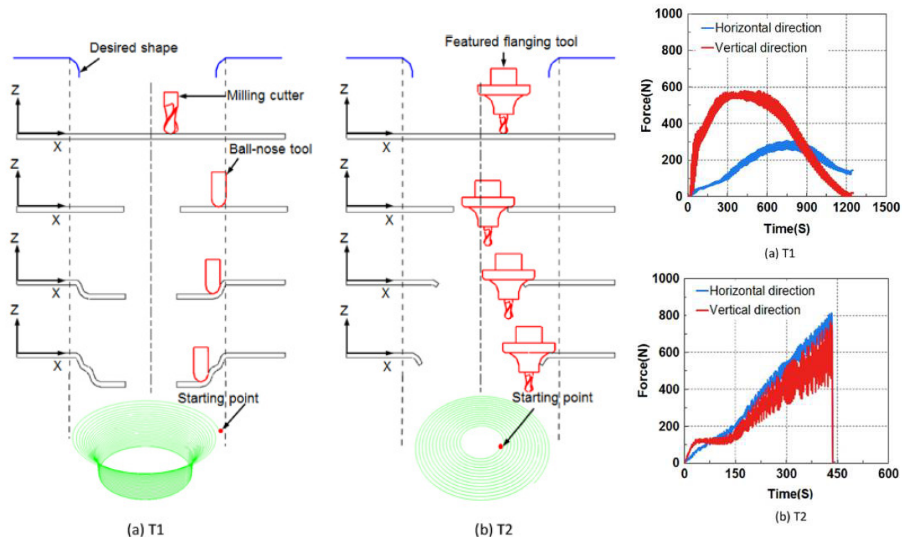 Desired shape
Milling cutter
Z
X
Ball-nose tool
Z
X
Z
X
Z
X
Starting point
(a) T1
Featured flanging tool
Z
X
Z
X
Z
X
Z
X
Starting point
(b) T2
1000
800
600
400
200
0
Force(N)
Horizontal direction
Vertical direction
0 300 600 900 1200 1500
Time(S)
(a) T1
1000
800
600
400
200
0
Force(N)
Horizontal direction
Vertical direction
0 150 300 450 600
Time(S)
(b) T2